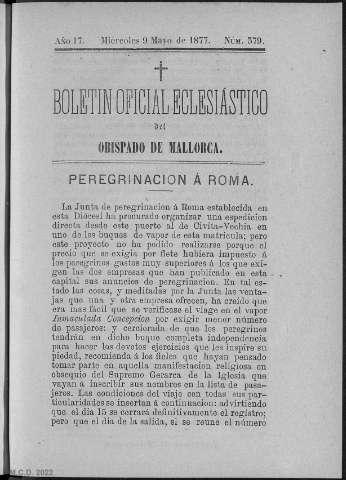 Año 17. Miércoles 9 Mayo de 1877. Núm. 579.
BOLETIN OFICIAL ECLESIÁSTICO
del
OBISPADO DE MALLORCA.
PEREGRINACION Á ROMA.
La Junta de peregrinacion á Roma establecida en
esta Diócesi ha procurado organizar una espedicion
directa desde este puerto al de Civita-Vechia en
uno de los buques de vapor de esta matrícula; pero
este proyecto no ha podido realizarse porque el
precio que se exigia por flete hubiera impuesto á
los peregrinos gastos muy superiores á los que exi-
gen las dos empresas que han publicado en esta
capital sus anuncios de peregrinacion. En tal es-
tado las cosas, y meditadas por la Junta las venta-
jas que una y otra empresa ofrecen, ha creido que
era mas fácil que se verificase el viage en el vapor
Inmaculada Concepcion por exigir menor número
de pasajeros; y cerciorada de que los peregrinos
tendrán en dicho buque completa independencia
para hacer los devotos ejercicios que les inspire su
piedad, recomienda á los fieles que hayan pensado
tomar parte en aquella manifestacion religiosa en
obsequio del Supremo Gerarca de la Iglesia que
vayan á inscribir sus nombres en la lista de pasa-
jeros. Las condiciones del viaje con todas sus par-
ticularidades se insertan á continuacion: advirtiendo
que el dia 15 se cerrará definitivamente el registro;
pero que el dia de la salida, si se reune el número
M.C.D. 2022